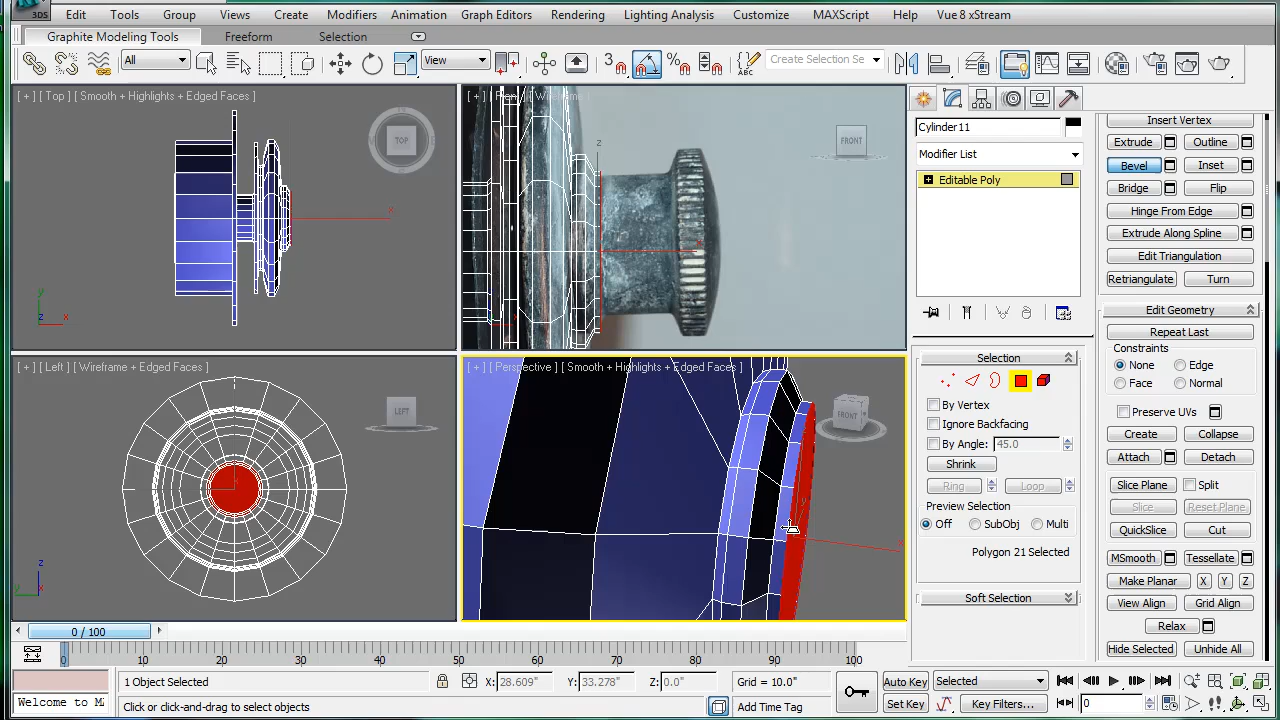 3DS Edit Tools Group Views Create Modifiers Animation Graph Editors Rendering Lighting Analysis Customize MAXScript Help Vue 8 xStream
Graphite Modeling Tools Freeform Selection
All View 3 % ABC Create Selection Se
[ + ] [ Top ] [ Smooth + Highlights + Edged Faces ]
TOP
FRONT
z
x
x
y
z x
Cylinder11
Modifier List
Editable Poly
Insert Vertex
Extrude Outline
Bevel Inset
Bridge Flip
Hinge From Edge
Extrude Along Spline
Edit Triangulation
Retriangulate Turn
Edit Geometry
Repeat Last
Constraints
None Edge
Face Normal
Preserve UVs
Create Collapse
Attach Detach
Slice Plane Split
Slice Reset Plane
QuickSlice Cut
MSmooth Tessellate
Make Planar X Y Z
View Align Grid Align
Relax
Hide Selected Unhide All
[ + ] [ Left ] [ Wireframe + Edged Faces ]
LEFT
z
y x
[ + ] [ Perspective ] [ Smooth + Highlights + Edged Faces ]
FRONT
x
Selection
By Vertex
Ignore Backfacing
By Angle: 45.0
Shrink
Ring Loop
Preview Selection
Off SubObj Multi
Polygon 21 Selected
Soft Selection
0 / 100
0 10 20 30 40 50 60 70 80 90 100
1 Object Selected X: 28.609" Y: 33.278" Z: 0.0" Grid = 10.0" Auto Key Selected
Welcome to M Click or click-and-drag to select objects Add Time Tag Set Key Key Filters... 0